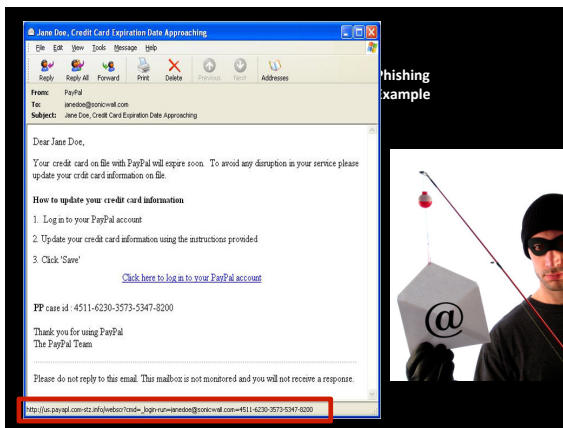 Jane Doe, Credit Card Expiration Date Approaching
File Edit View Tools Message Help
Reply Reply All Forward Print Delete Previous Next Addresses
From: PayPal
To: janedoe@sonicwall.com
Subject: Jane Doe, Credit Card Expiration Date Approaching
Phishing
Example
Dear Jane Doe,
Your credit card on file with PayPal will expire soon. To avoid any disruption in your service please
update your crdit card information on file.
How to update your credit card information
1. Log in to your PayPal account
2. Update your credit card information using the instructions provided
3. Click 'Save'
Click here to log in to your PayPal account
PP case id : 4511-6230-3573-5347-8200
Thank you for using PayPal
The PayPal Team
Please do not reply to this email. This mailbox is not monitored and you will not receive a response.
http://us.payapl.com-stz.info/webscr?cmd=_login-run=janedoe@sonicwall.com=4511-6230-3573-5347-8200
@